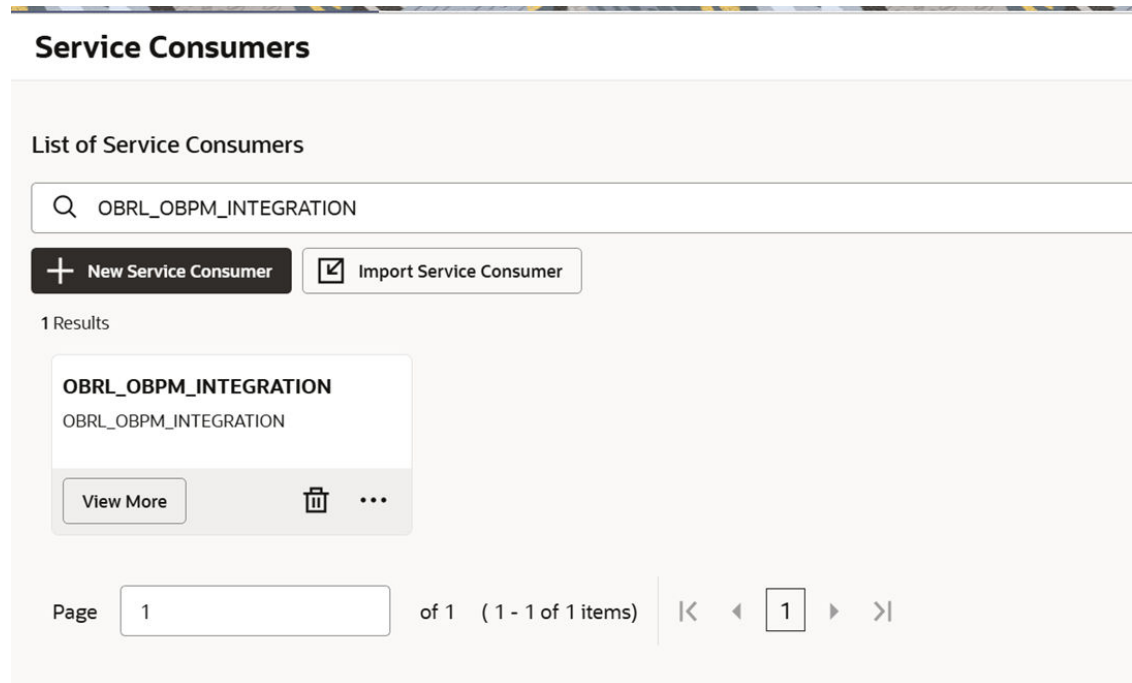 Service Consumers
List of Service Consumers
OBRL_OBPM_INTEGRATION
New Service Consumer Import Service Consumer
1 Results
OBRL_OBPM_INTEGRATION
OBRL_OBPM_INTEGRATION
View More
Page 1 of 1 ( 1 - 1 of 1 items) 1